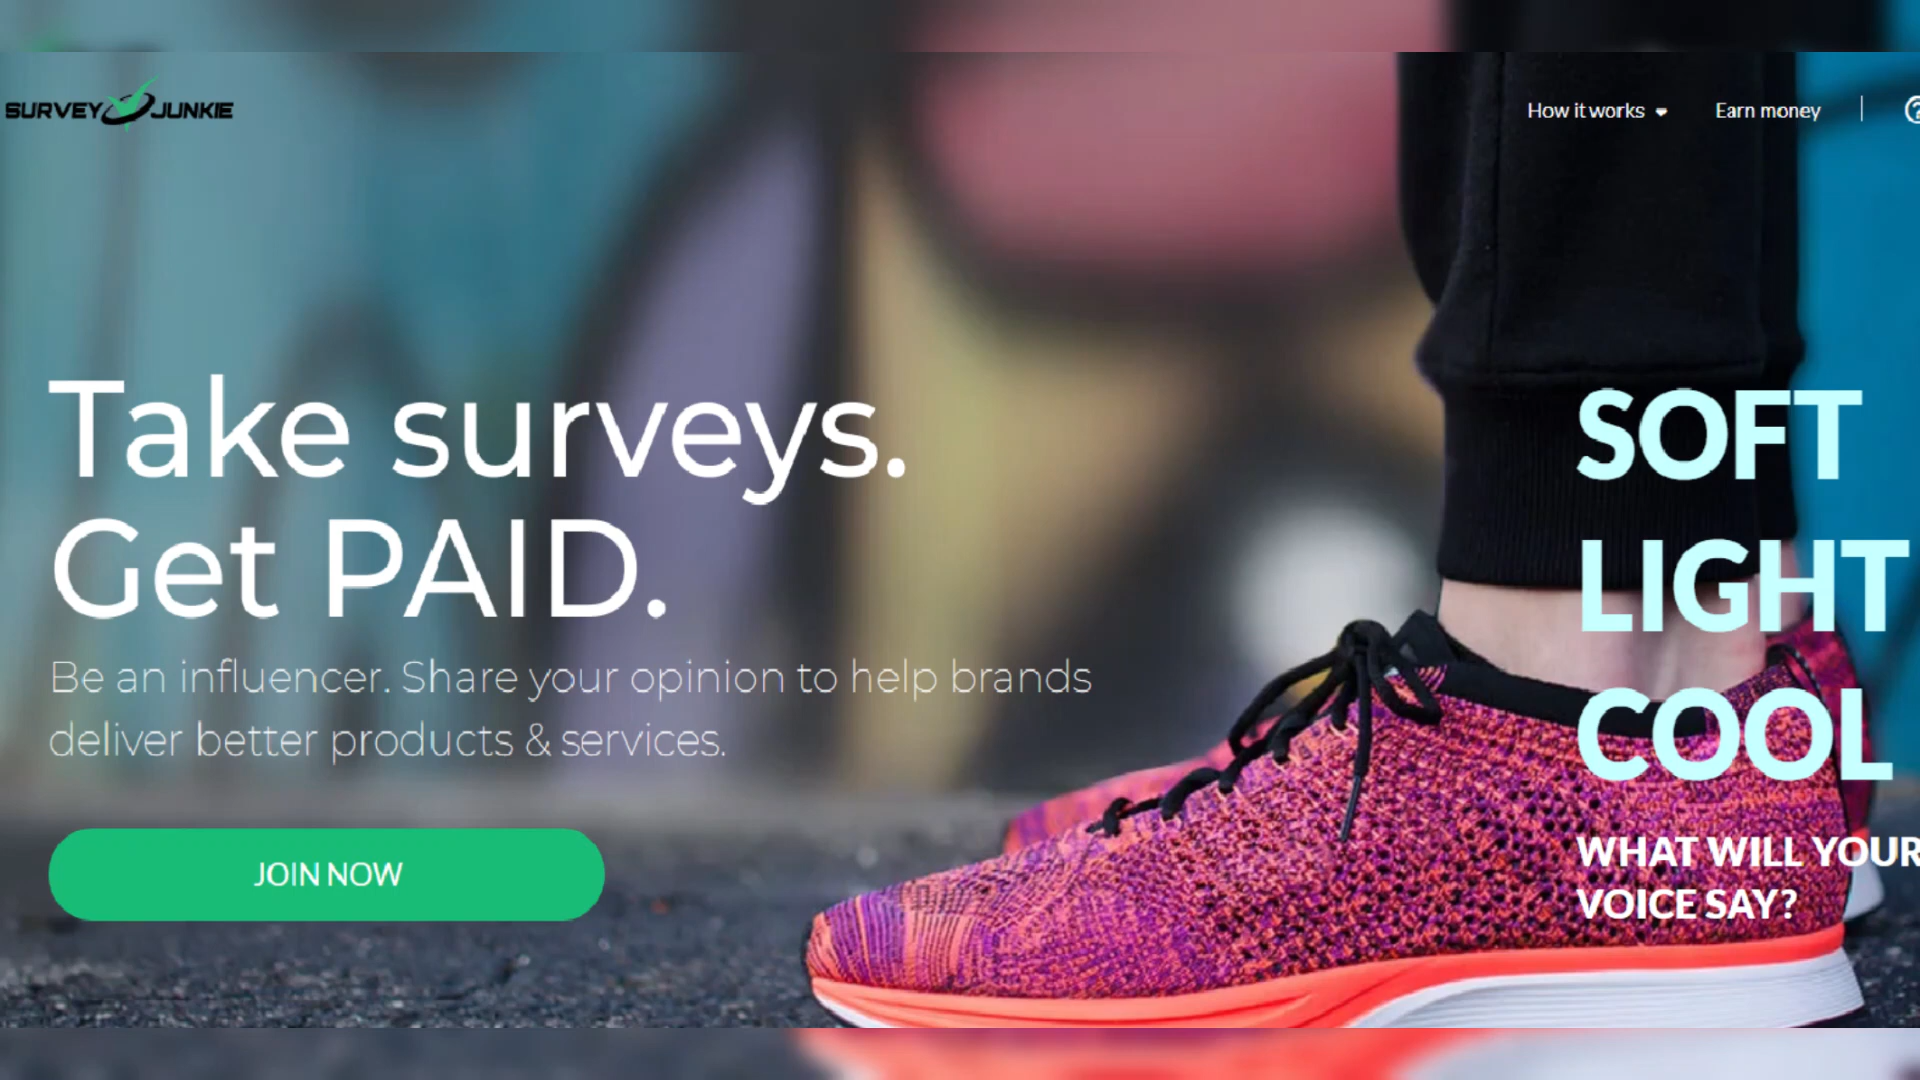 SURVEY JUNKIE
How it works
Earn money
Take surveys.
Get PAID.
Be an influencer. Share your opinion to help brands
deliver better products & services.
JOIN NOW
SOFT
LIGHT
COOL
WHAT WILL YOUR
VOICE SAY?